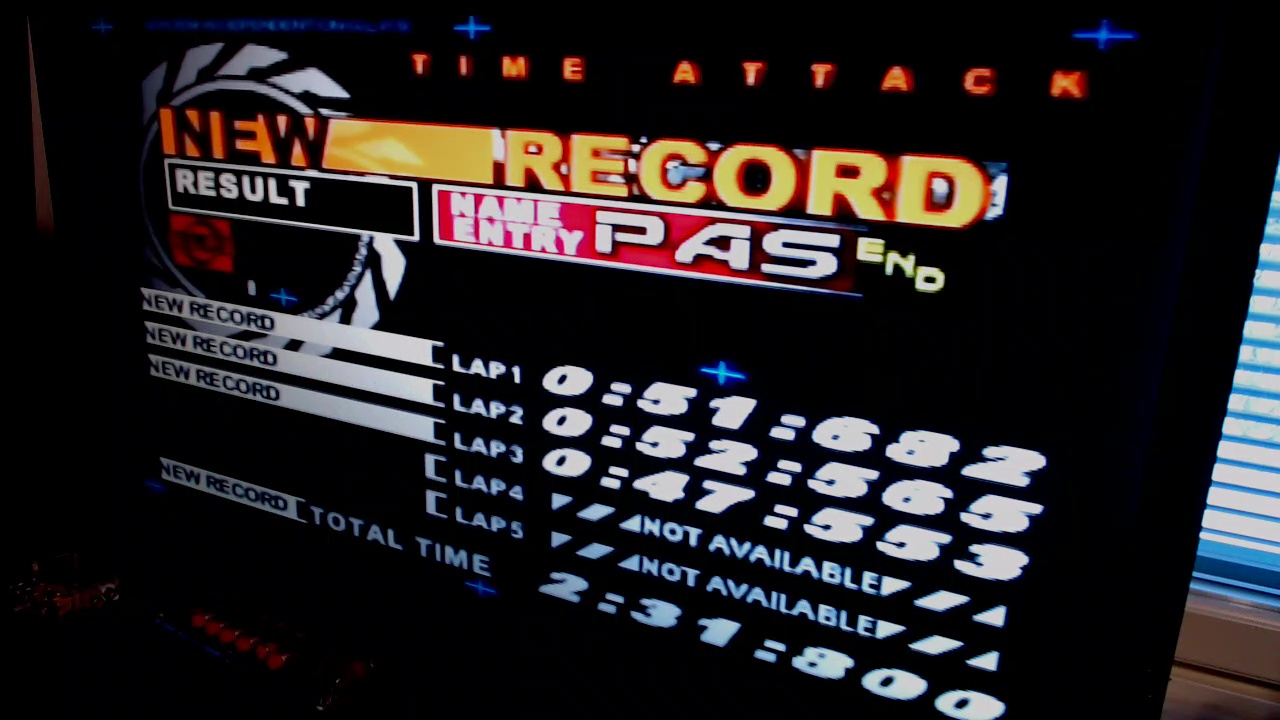 TIME ATTACK
NEW RECORD
RESULT
NAME ENTRY PAS END
NEW RECORD LAP1 0:51:682
NEW RECORD LAP2 0:52:565
NEW RECORD LAP3 0:47:553
LAP4 NOT AVAILABLE
LAP5 NOT AVAILABLE
NEW RECORD TOTAL TIME 2:31:800